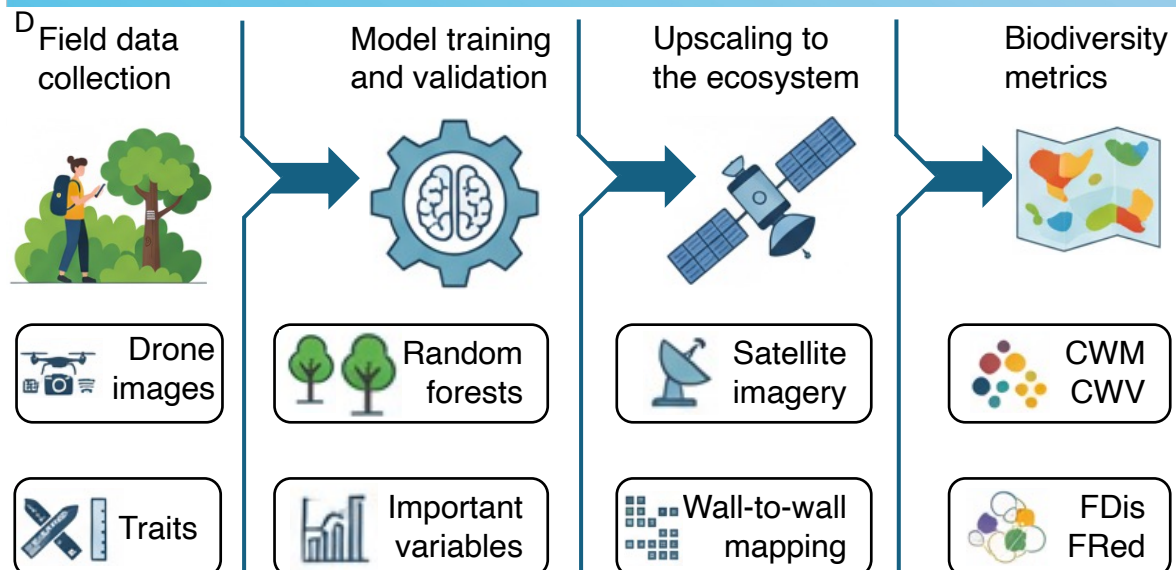 D
Field data
collection
Model training
and validation
Upscaling to
the ecosystem
Biodiversity
metrics
Drone
images
Random
forests
Satellite
imagery
CWM
CWV
Traits
Important
variables
Wall-to-wall
mapping
FDis
FRed